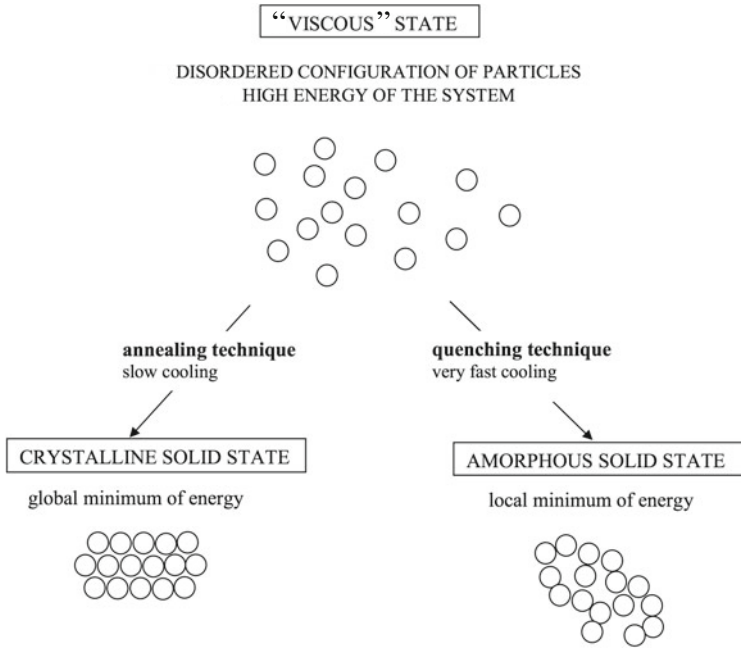 “VISCOUS” STATE
DISORDERED CONFIGURATION OF PARTICLES
HIGH ENERGY OF THE SYSTEM
annealing technique
slow cooling
quenching technique
very fast cooling
CRYSTALLINE SOLID STATE
global minimum of energy
AMORPHOUS SOLID STATE
local minimum of energy